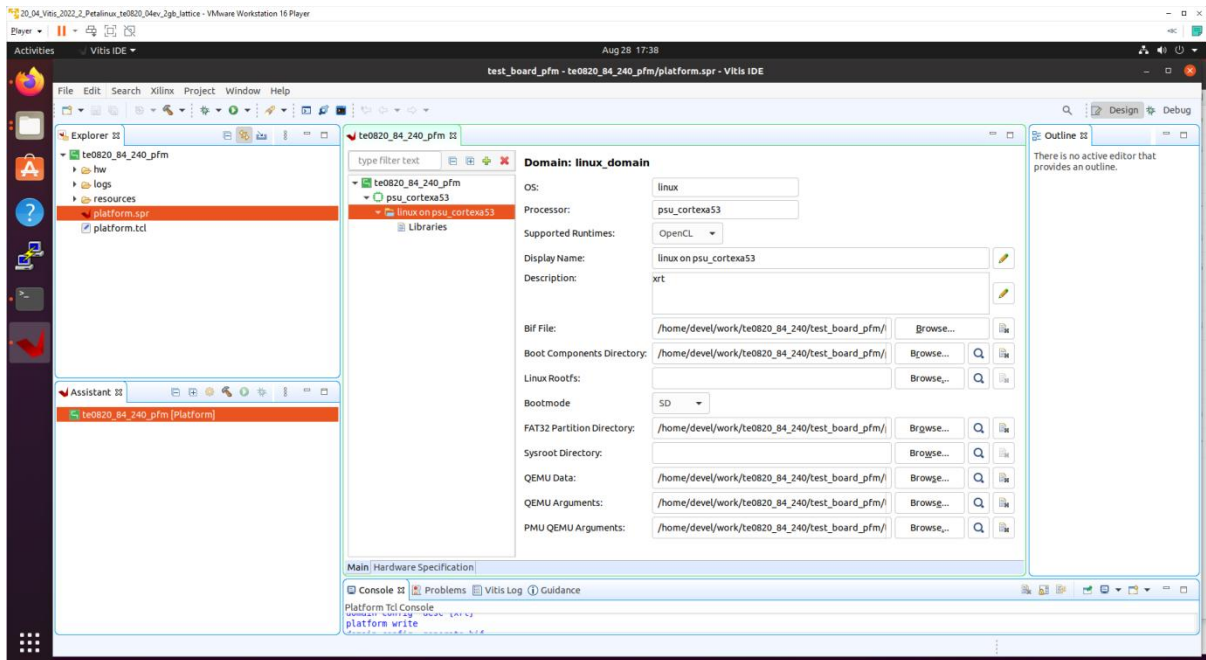 20_04_Vitis_2022_2_Petalinux_te0820_04ev_2gb_lattice - VMware Workstation 16 Player
Player
Activities Vitis IDE Aug 28 17:38
test_board_pfm - te0820_84_240_pfm/platform.spr - Vitis IDE
File Edit Search Xilinx Project Window Help
Design Debug
Explorer
te0820_84_240_pfm
hw
logs
resources
platform.spr
platform.tcl
Assistant
te0820_84_240_pfm [Platform]
te0820_84_240_pfm
type filter text
te0820_84_240_pfm
psu_cortexa53
linux on psu_cortexa53
Libraries
Domain: linux_domain
OS: linux
Processor: psu_cortexa53
Supported Runtimes: OpenCL
Display Name: linux on psu_cortexa53
Description: xrt
Bif File: /home/devel/work/te0820_84_240/test_board_pfm/ Browse...
Boot Components Directory: /home/devel/work/te0820_84_240/test_board_pfm/ Browse...
Linux Rootfs: Browse...
Bootmode SD
FAT32 Partition Directory: /home/devel/work/te0820_84_240/test_board_pfm/ Browse...
Sysroot Directory: Browse...
QEMU Data: /home/devel/work/te0820_84_240/test_board_pfm/ Browse...
QEMU Arguments: /home/devel/work/te0820_84_240/test_board_pfm/ Browse...
PMU QEMU Arguments: /home/devel/work/te0820_84_240/test_board_pfm/ Browse...
Main Hardware Specification
Outline
There is no active editor that
provides an outline.
Console Problems Vitis Log Guidance
Platform Tcl Console
platform write